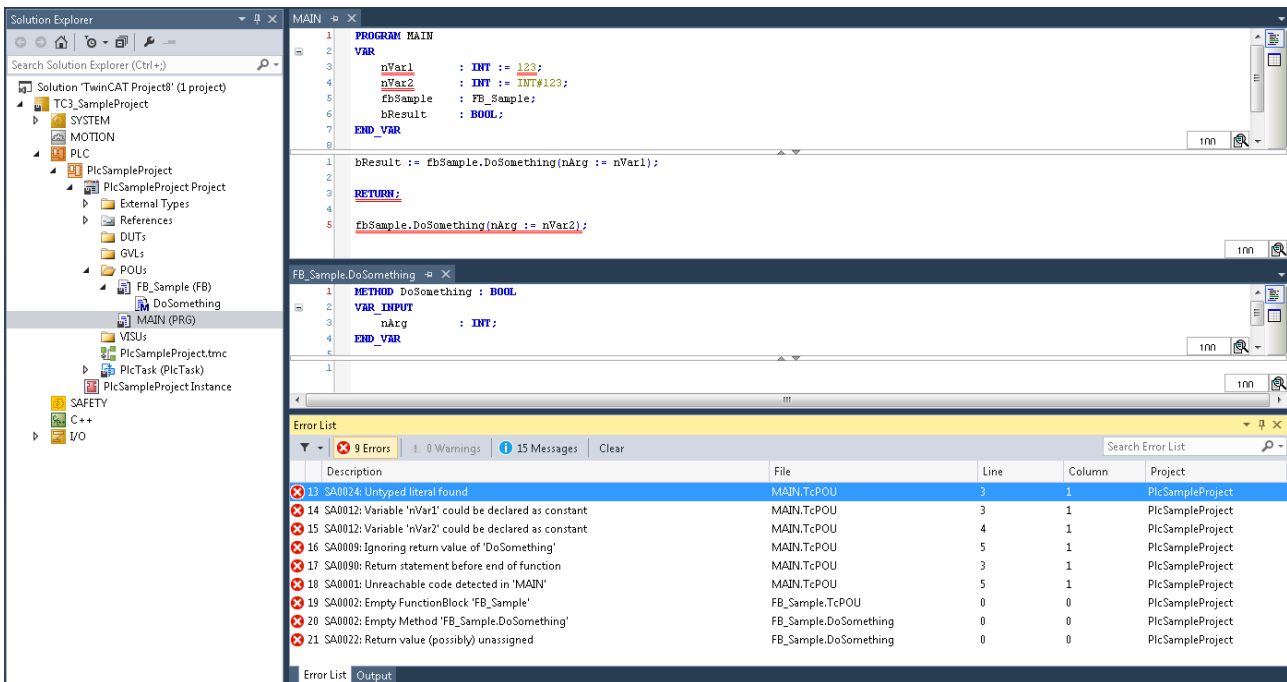 Solution Explorer
Search Solution Explorer (Ctrl+;)
Solution 'TwinCAT Project8' (1 project)
TC3_SampleProject
SYSTEM
MOTION
PLC
PlcSampleProject
PlcSampleProject Project
External Types
References
DUTs
GVLs
POUs
FB_Sample (FB)
DoSomething
MAIN (PRG)
VISUs
PlcSampleProject.tmc
PlcTask (PlcTask)
PlcSampleProject Instance
SAFETY
C++
I/O
MAIN
1 PROGRAM MAIN
2 VAR
3 nVar1 : INT := 123;
4 nVar2 : INT := INT#123;
5 fbSample : FB_Sample;
6 bResult : BOOL;
7 END_VAR
8
100
1 bResult := fbSample.DoSomething(nArg := nVar1);
2
3 RETURN;
4
5 fbSample.DoSomething(nArg := nVar2);
100
FB_Sample.DoSomething
1 METHOD DoSomething : BOOL
2 VAR_INPUT
3 nArg : INT;
4 END_VAR
5
100
1
100
Error List
9 Errors 0 Warnings 15 Messages Clear Search Error List
Description File Line Column Project
13 SA0024: Untyped literal found MAIN.TcPOU 3 1 PlcSampleProject
14 SA0012: Variable 'nVar1' could be declared as constant MAIN.TcPOU 3 1 PlcSampleProject
15 SA0012: Variable 'nVar2' could be declared as constant MAIN.TcPOU 4 1 PlcSampleProject
16 SA0009: Ignoring return value of 'DoSomething' MAIN.TcPOU 5 1 PlcSampleProject
17 SA0090: Return statement before end of function MAIN.TcPOU 3 1 PlcSampleProject
18 SA0001: Unreachable code detected in 'MAIN' MAIN.TcPOU 5 1 PlcSampleProject
19 SA0002: Empty FunctionBlock 'FB_Sample' FB_Sample.TcPOU 0 0 PlcSampleProject
20 SA0002: Empty Method 'FB_Sample.DoSomething' FB_Sample.DoSomething 0 0 PlcSampleProject
21 SA0022: Return value (possibly) unassigned FB_Sample.DoSomething 0 0 PlcSampleProject
Error List Output